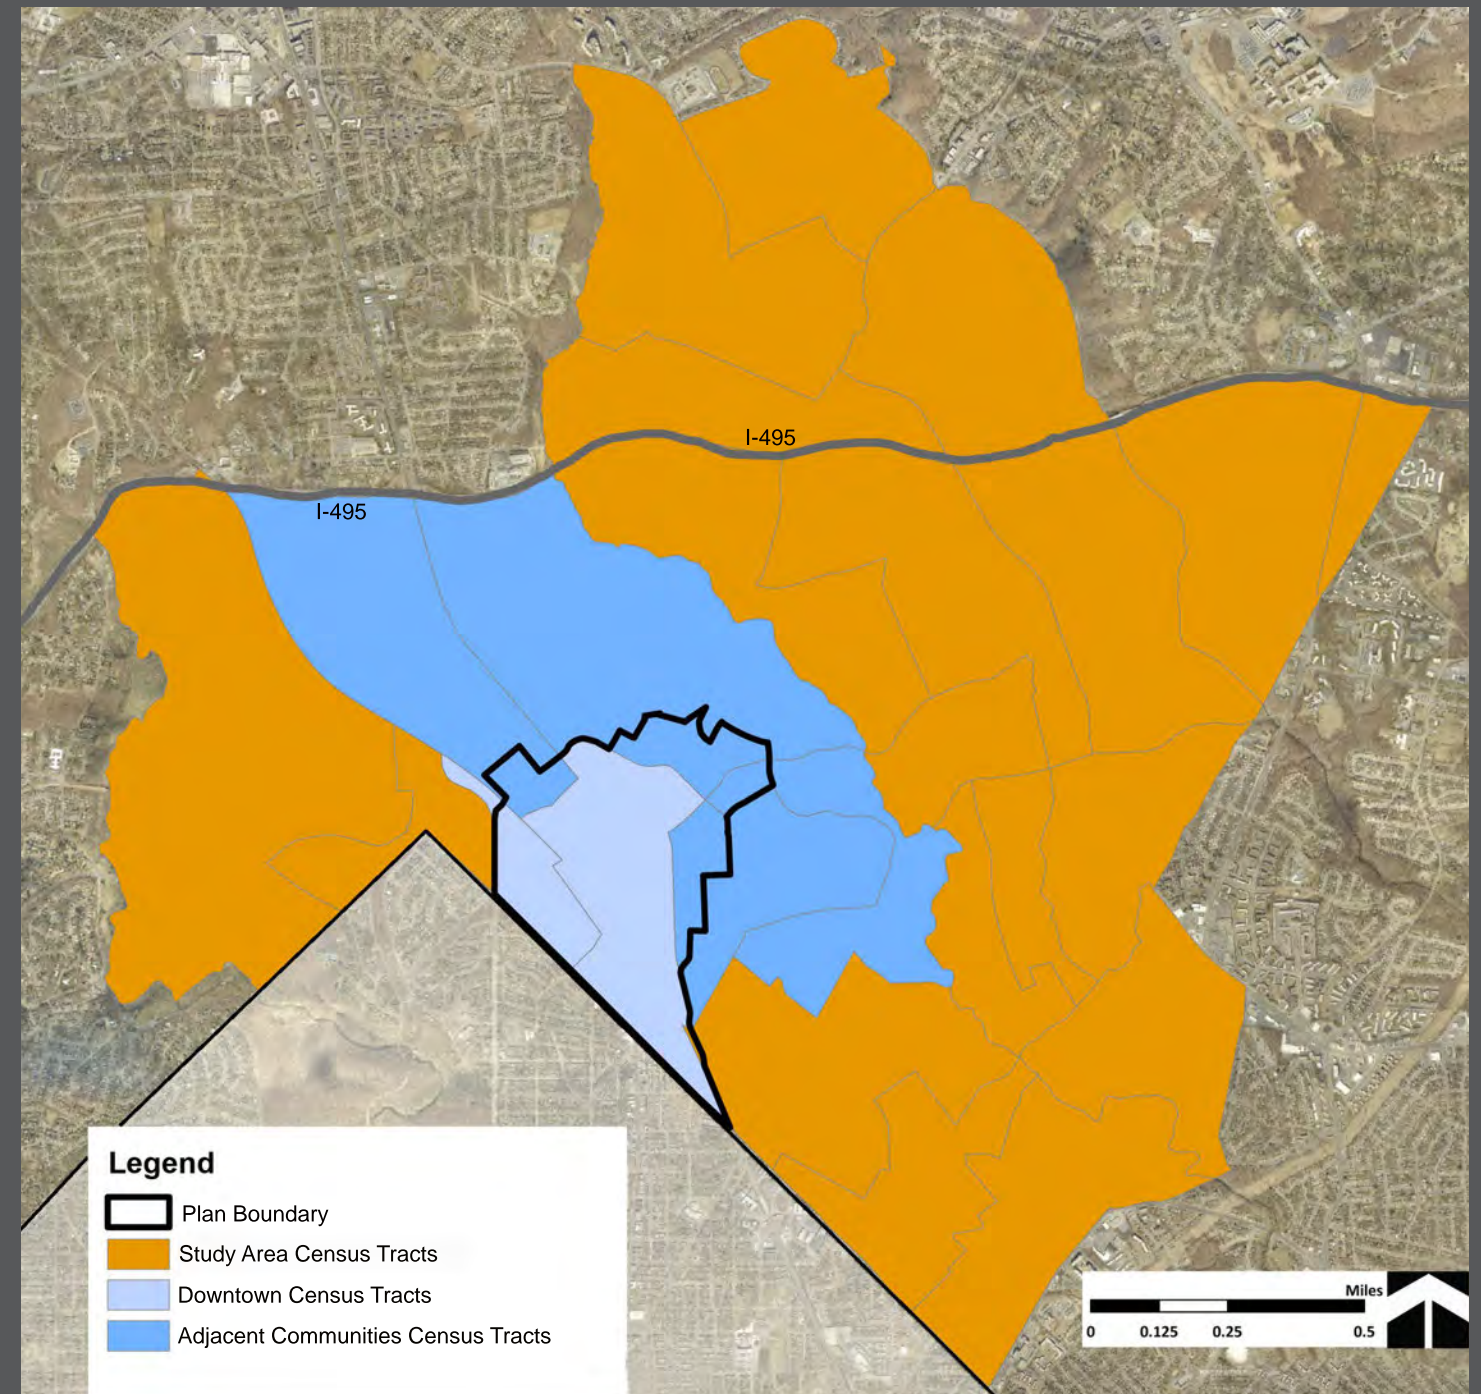 I-495
I-495
Legend
Plan Boundary
Study Area Census Tracts
Downtown Census Tracts
Adjacent Communities Census Tracts
Miles
0 0.125 0.25 0.5